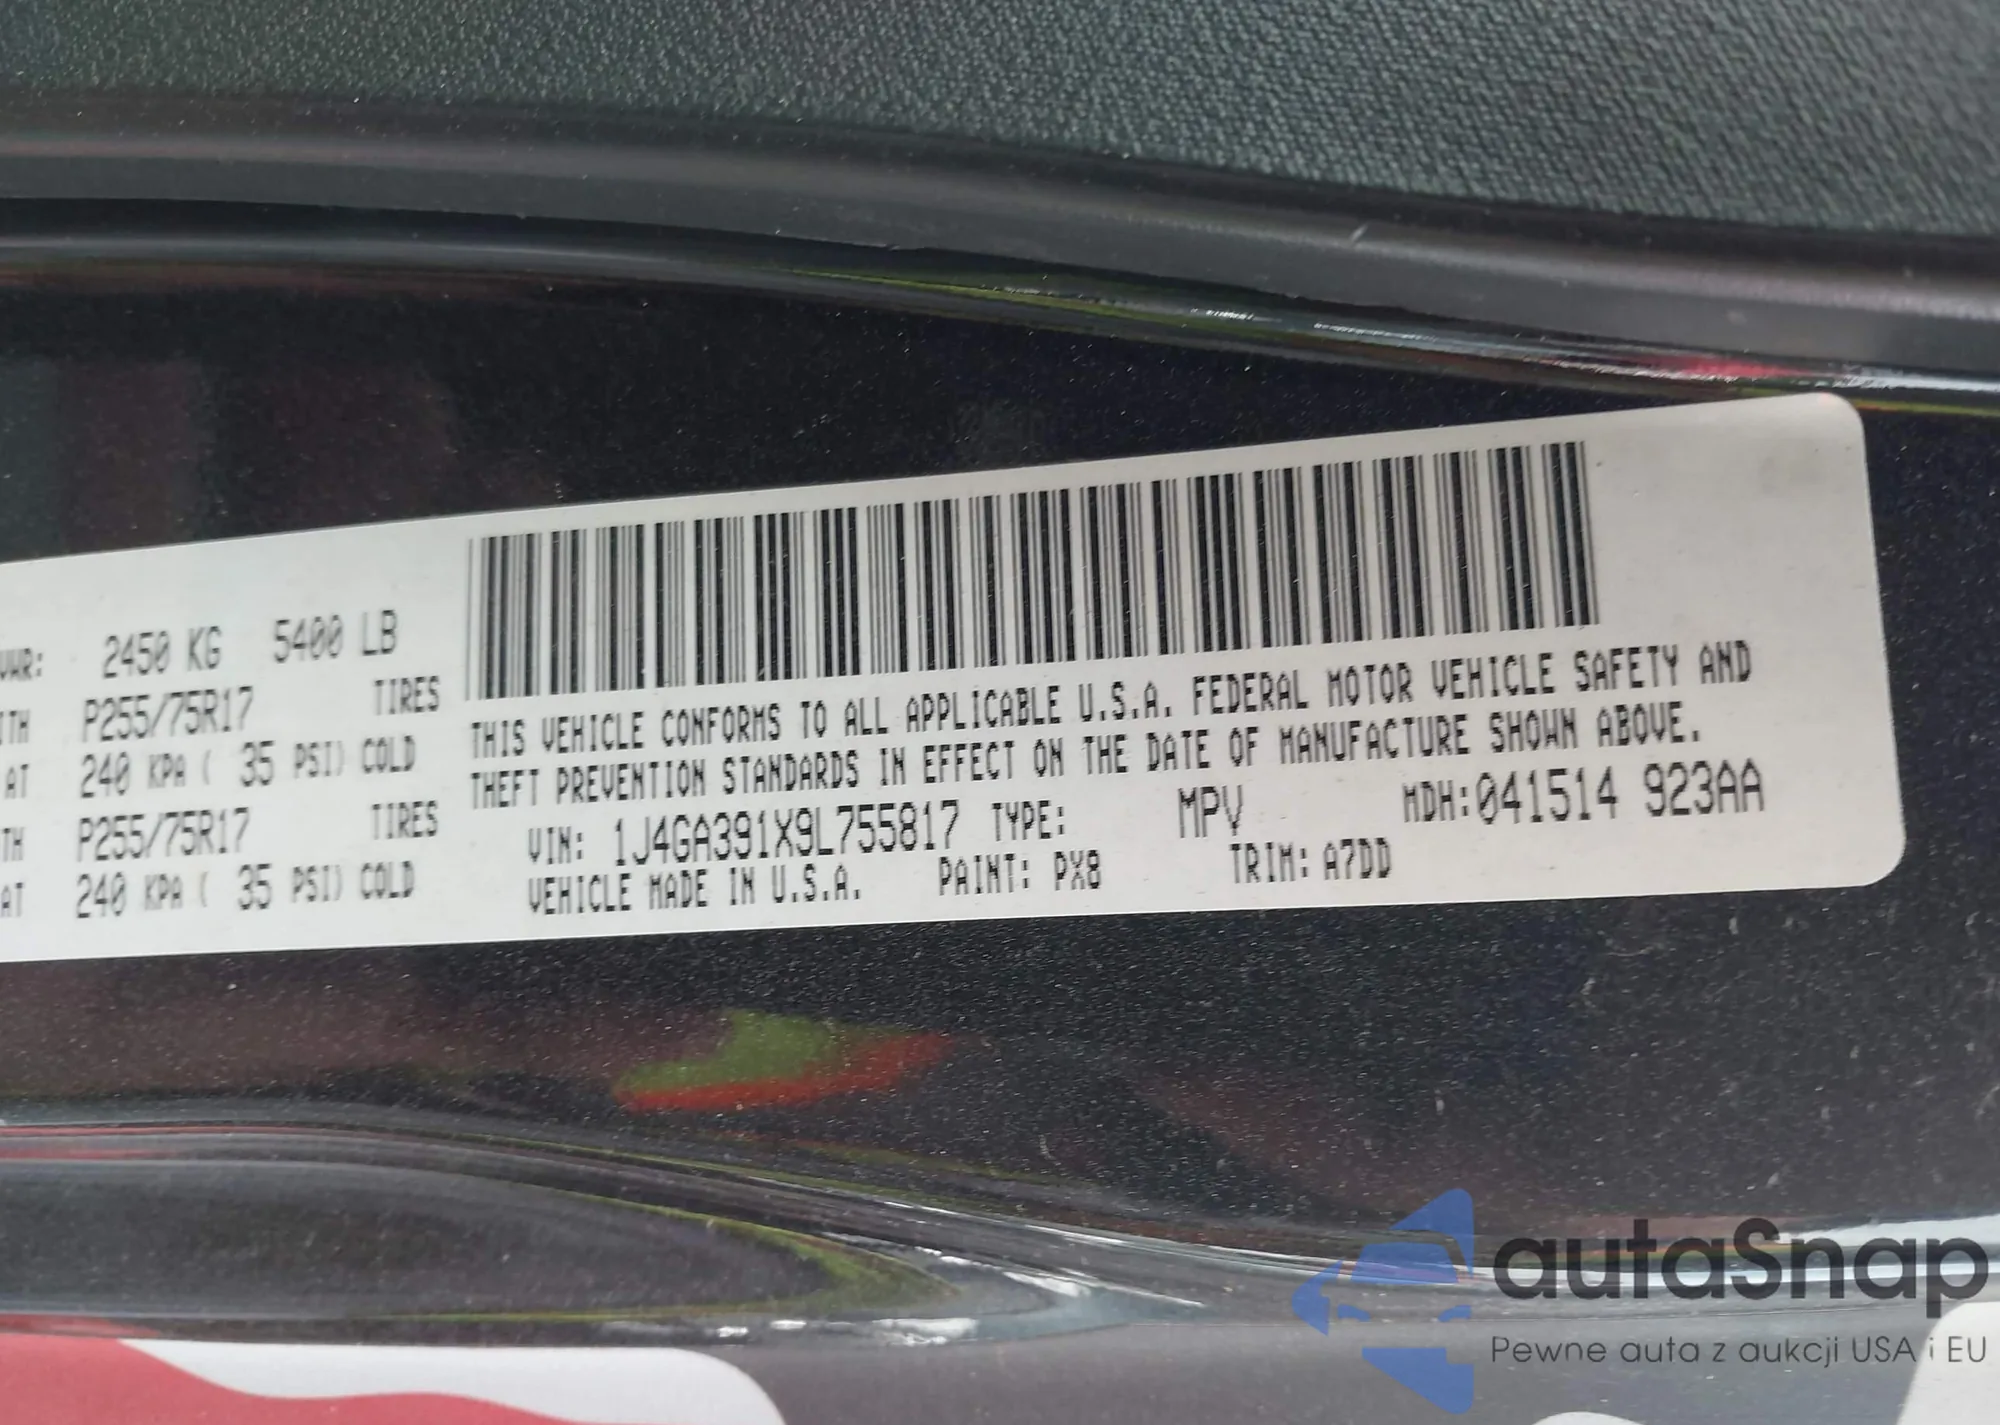 2450 KG 5400 LB
P255/75R17 TIRES
AT 240 KPA ( 35 PSI) COLD
P255/75R17 TIRES
AT 240 KPA ( 35 PSI) COLD
THIS VEHICLE CONFORMS TO ALL APPLICABLE U.S.A. FEDERAL MOTOR VEHICLE SAFETY AND
THEFT PREVENTION STANDARDS IN EFFECT ON THE DATE OF MANUFACTURE SHOWN ABOVE.
VIN: 1J4GA391X9L755817 TYPE: MPV MDH:041514 923AA
VEHICLE MADE IN U.S.A. PAINT: PX8 TRIM: A7DD
autaSnap
Pewne auta z aukcji USA i EU